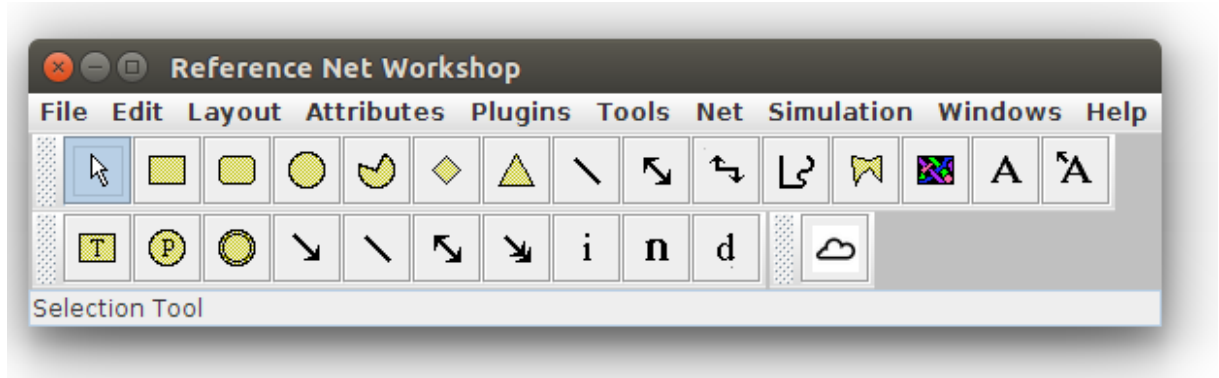 Reference Net Workshop
File Edit Layout Attributes Plugins Tools Net Simulation Windows Help
A A
T P i n d
Selection Tool